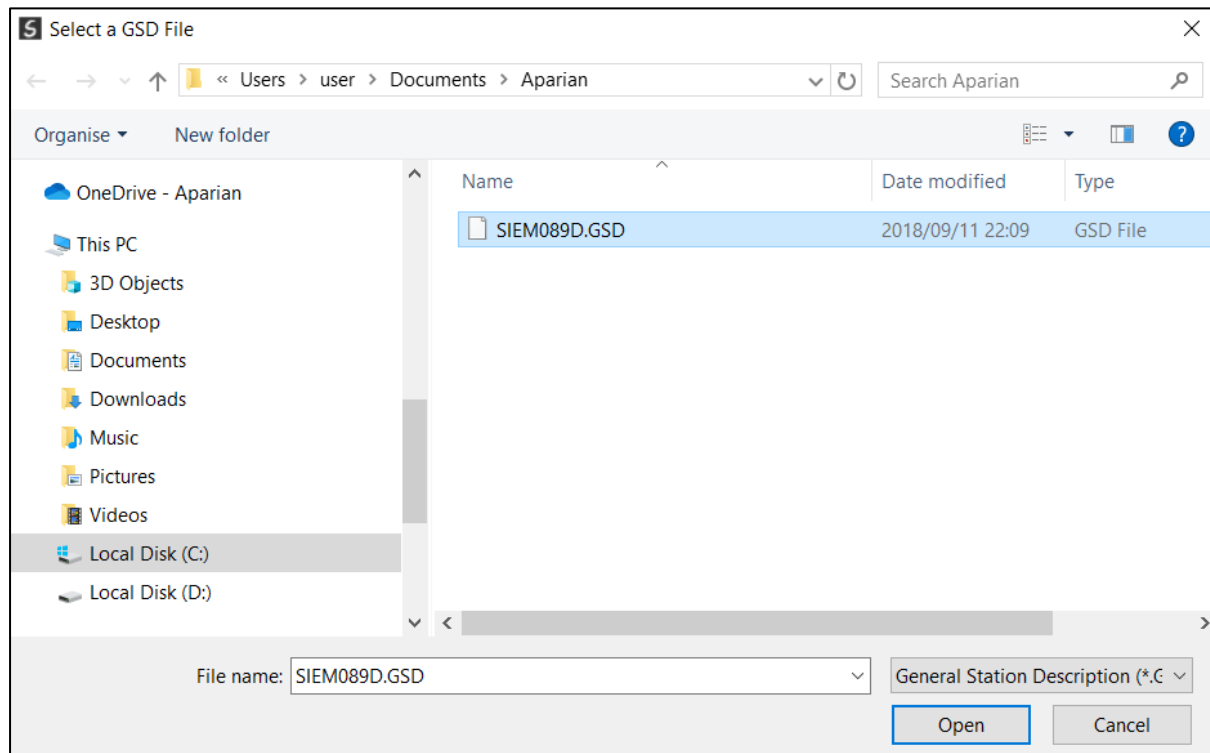 S Select a GSD File
« Users > user > Documents > Aparian
Search Aparian
Organise
New folder
?
Name
Date modified
Type
OneDrive - Aparian
This PC
3D Objects
Desktop
Documents
Downloads
Music
Pictures
Videos
Local Disk (C:)
Local Disk (D:)
SIEM089D.GSD
2018/09/11 22:09
GSD File
File name:
SIEM089D.GSD
General Station Description (*.G
Open
Cancel